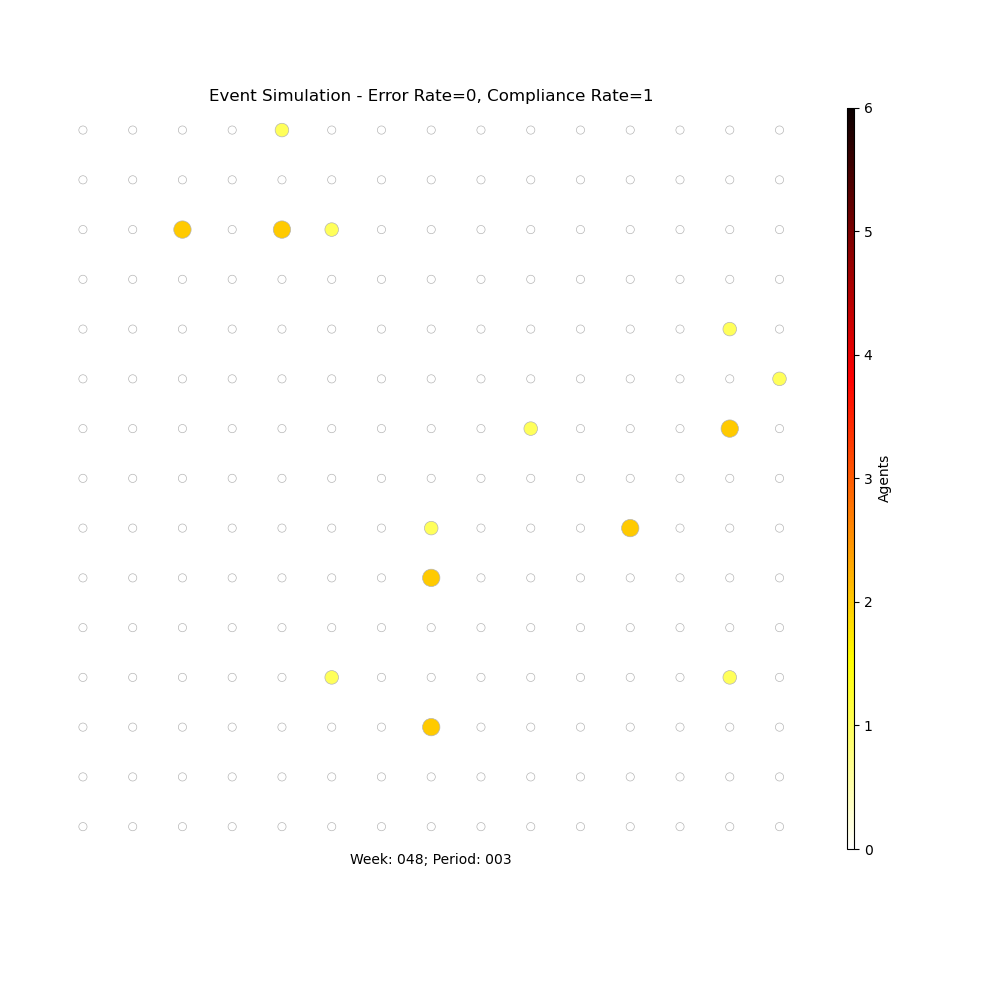 Event Simulation - Error Rate=0, Compliance Rate=1
6
5
4
3
2
1
0
Agents
Week: 048; Period: 003